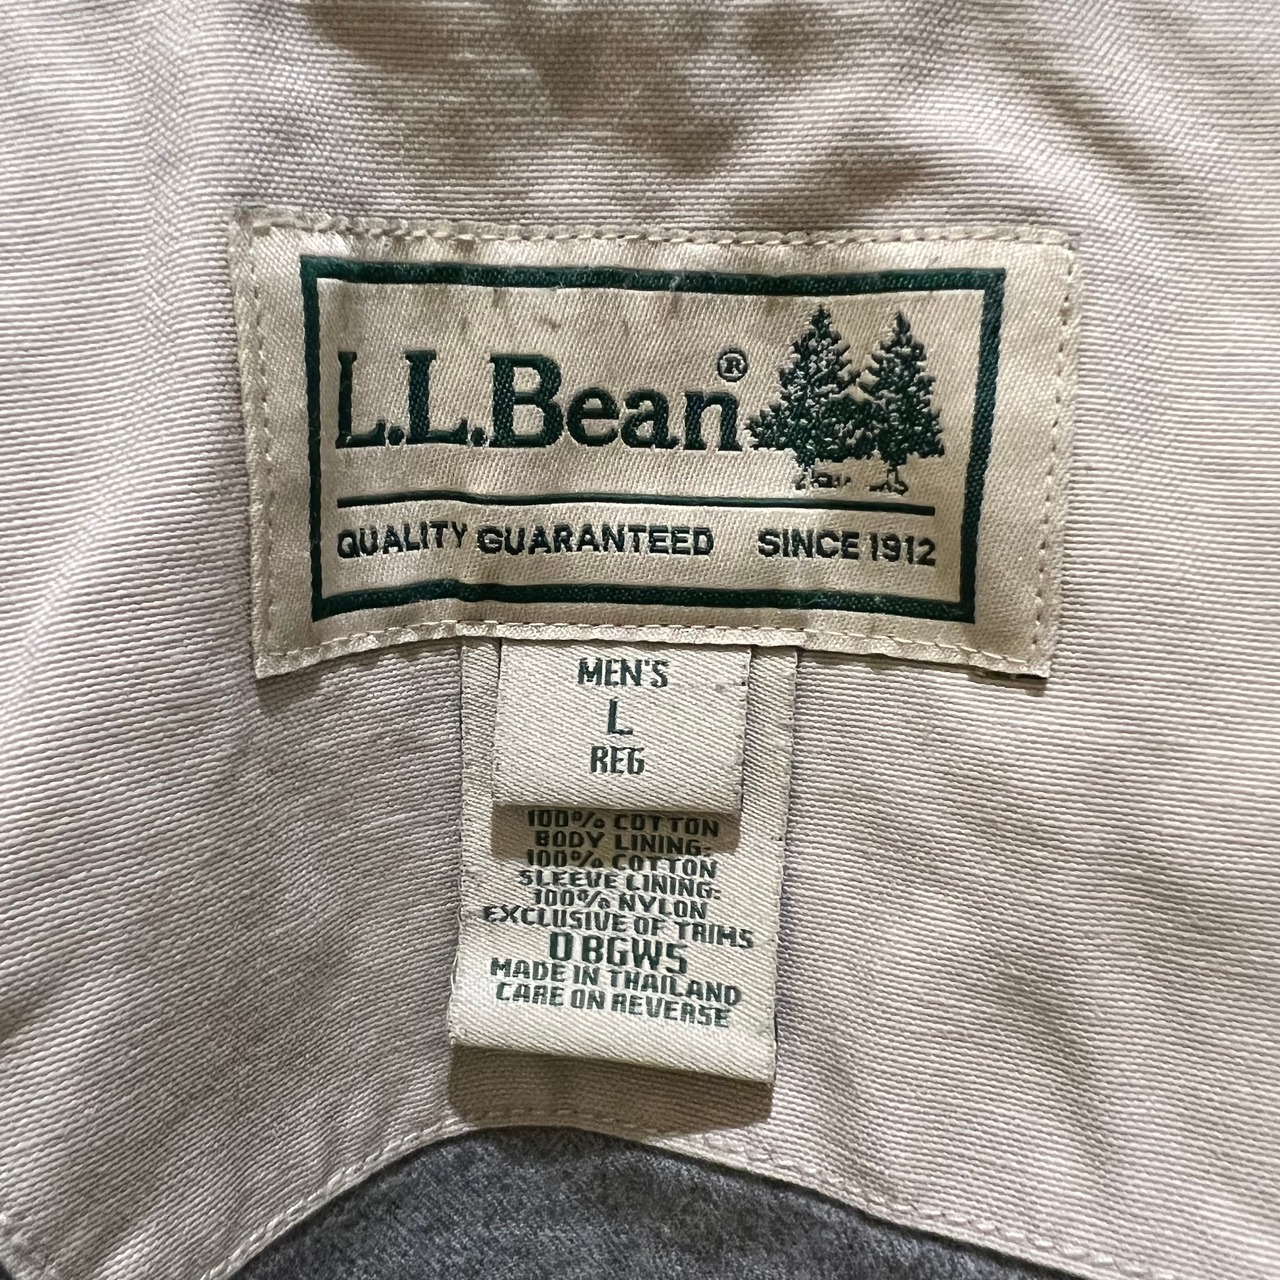 L.L.Bean®
QUALITY GUARANTEED SINCE 1912
MEN'S
L
REG
100% COTTON
BODY LINING:
100% COTTON
SLEEVE LINING:
100% NYLON
EXCLUSIVE OF TRIMS
0 BGW5
MADE IN THAILAND
CARE ON REVERSE